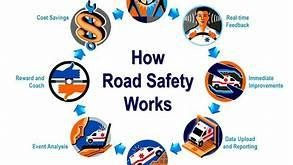 How
Road Safety
Works
Real-time
Feedback
Immediate
Improvements
Data Upload
and Reporting
Event Analysis
Reward and
Coach
Cost Savings